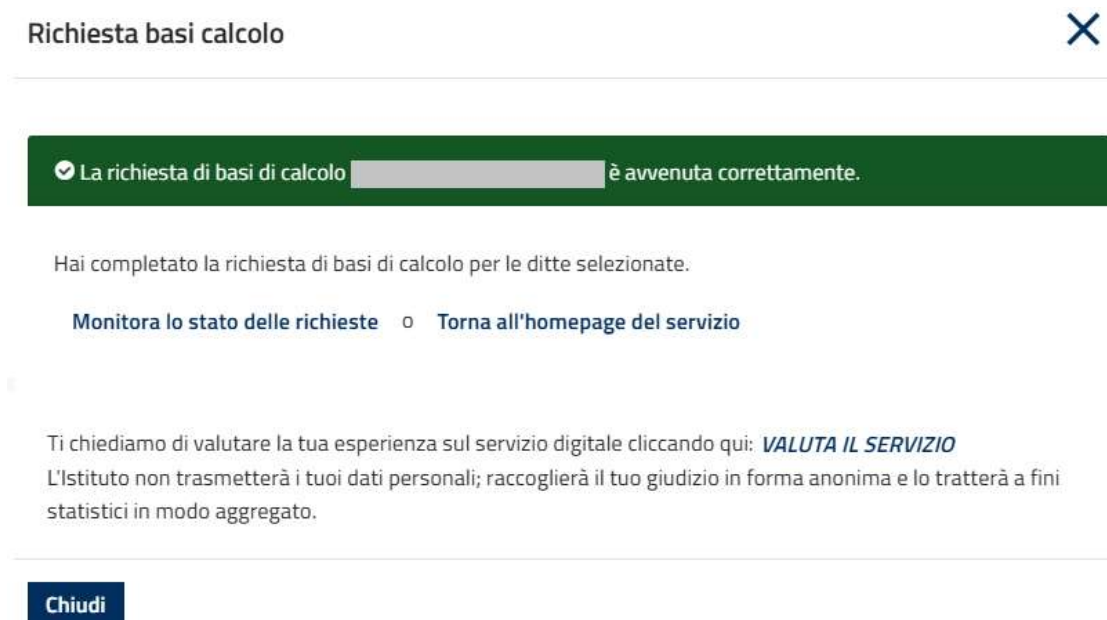 Richiesta basi calcolo
La richiesta di basi di calcolo è avvenuta correttamente.
Hai completato la richiesta di basi di calcolo per le ditte selezionate.
Monitora lo stato delle richieste o Torna all'homepage del servizio
Ti chiediamo di valutare la tua esperienza sul servizio digitale cliccando qui: VALUTA IL SERVIZIO
L'Istituto non trasmetterà i tuoi dati personali; raccoglierà il tuo giudizio in forma anonima e lo tratterà a fini
statistici in modo aggregato.
Chiudi